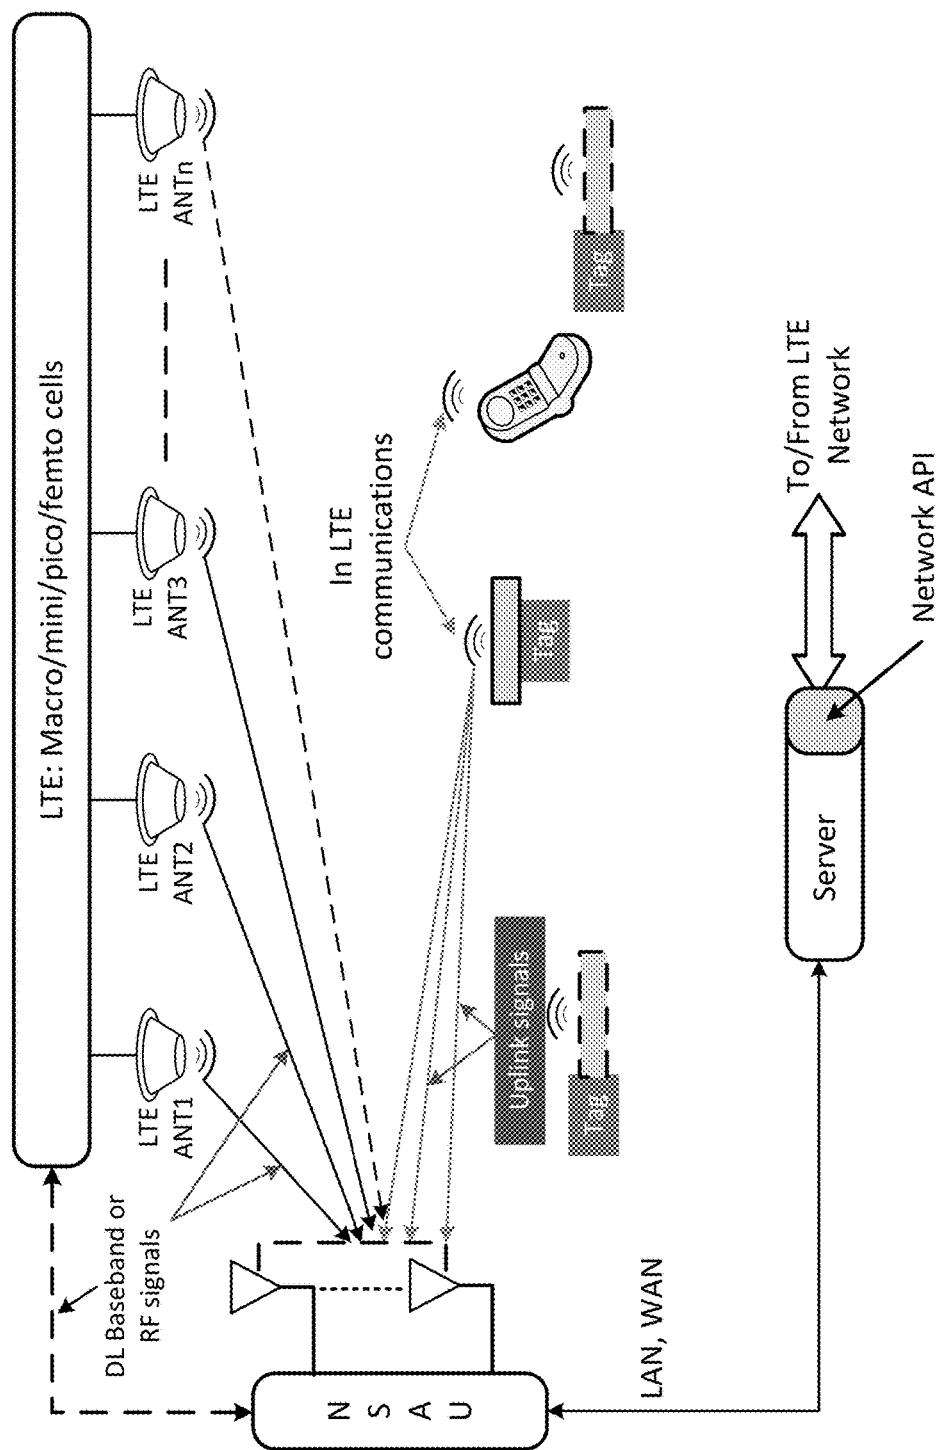 LTE: Macro/mini/pico/femto cells
DL Baseband or
RF signals
LTE
ANT1
LTE
ANT2
LTE
ANT3
LTE
ANTn
N
S
A
U
Uplink signals
Tag
In LTE
communications
Tag
Tag
LAN, WAN
Server
To/From LTE
Network
Network API